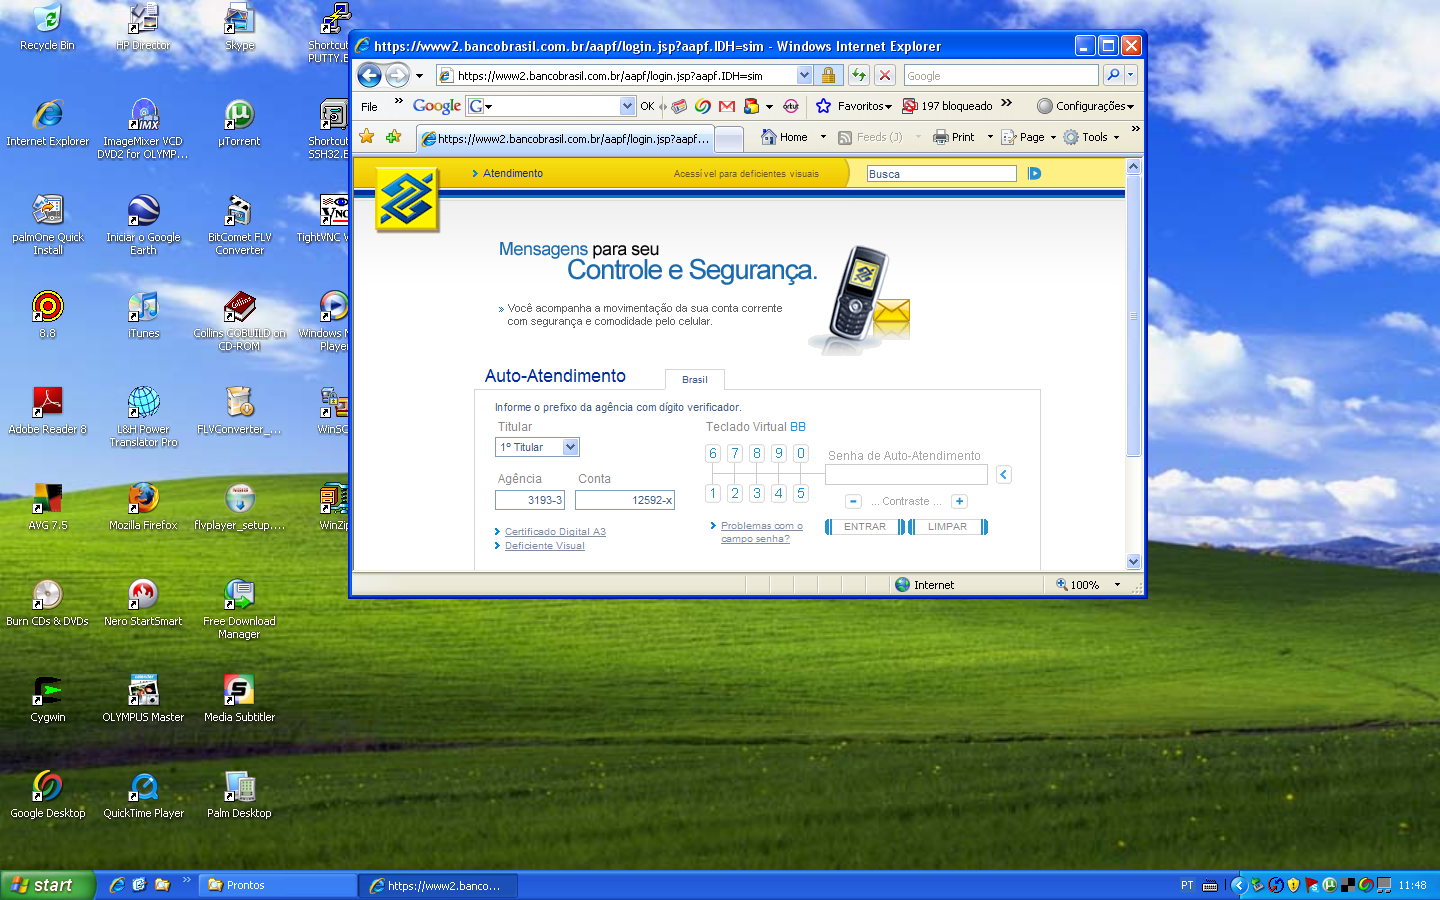 Recycle Bin
HP Director
Skype
Shortcut
PUTTY.E
Internet Explorer
ImageMixer VCD
DVD2 for OLYMP...
µTorrent
Shortcut
SSH32.E
palmOne Quick
Install
Iniciar o Google
Earth
BitComet FLV
Converter
TightVNC V
8.8
iTunes
Collins COBUILD on
CD-ROM
Windows M
Player
Adobe Reader 8
L&H Power
Translator Pro
FLVConverter_...
WinSC
AVG 7.5
Mozilla Firefox
flvplayer_setup....
WinZip
Burn CDs & DVDs
Nero StartSmart
Free Download
Manager
Cygwin
OLYMPUS Master
Media Subtitler
Google Desktop
QuickTime Player
Palm Desktop
https://www2.bancobrasil.com.br/aapf/login.jsp?aapf.IDH=sim - Windows Internet Explorer
https://www2.bancobrasil.com.br/aapf/login.jsp?aapf.IDH=sim
Google
File » Google G OK Favoritos 197 bloqueado » Configurações
https://www2.bancobrasil.com.br/aapf/login.jsp?aapf... Home Feeds (J) Print Page Tools »
Atendimento Acessível para deficientes visuais Busca
Mensagens para seu
Controle e Segurança.
» Você acompanha a movimentação da sua conta corrente
com segurança e comodidade pelo celular.
Auto-Atendimento Brasil
Informe o prefixo da agência com dígito verificador.
Titular Teclado Virtual BB
1º Titular 6 7 8 9 0
Senha de Auto-Atendimento
Agência Conta
3193-3 12592-x 1 2 3 4 5
- ... Contraste ... +
Certificado Digital A3
Deficiente Visual
Problemas com o
campo senha?
ENTRAR LIMPAR
Internet 100%
start » Prontos https://www2.banco... PT 11:48